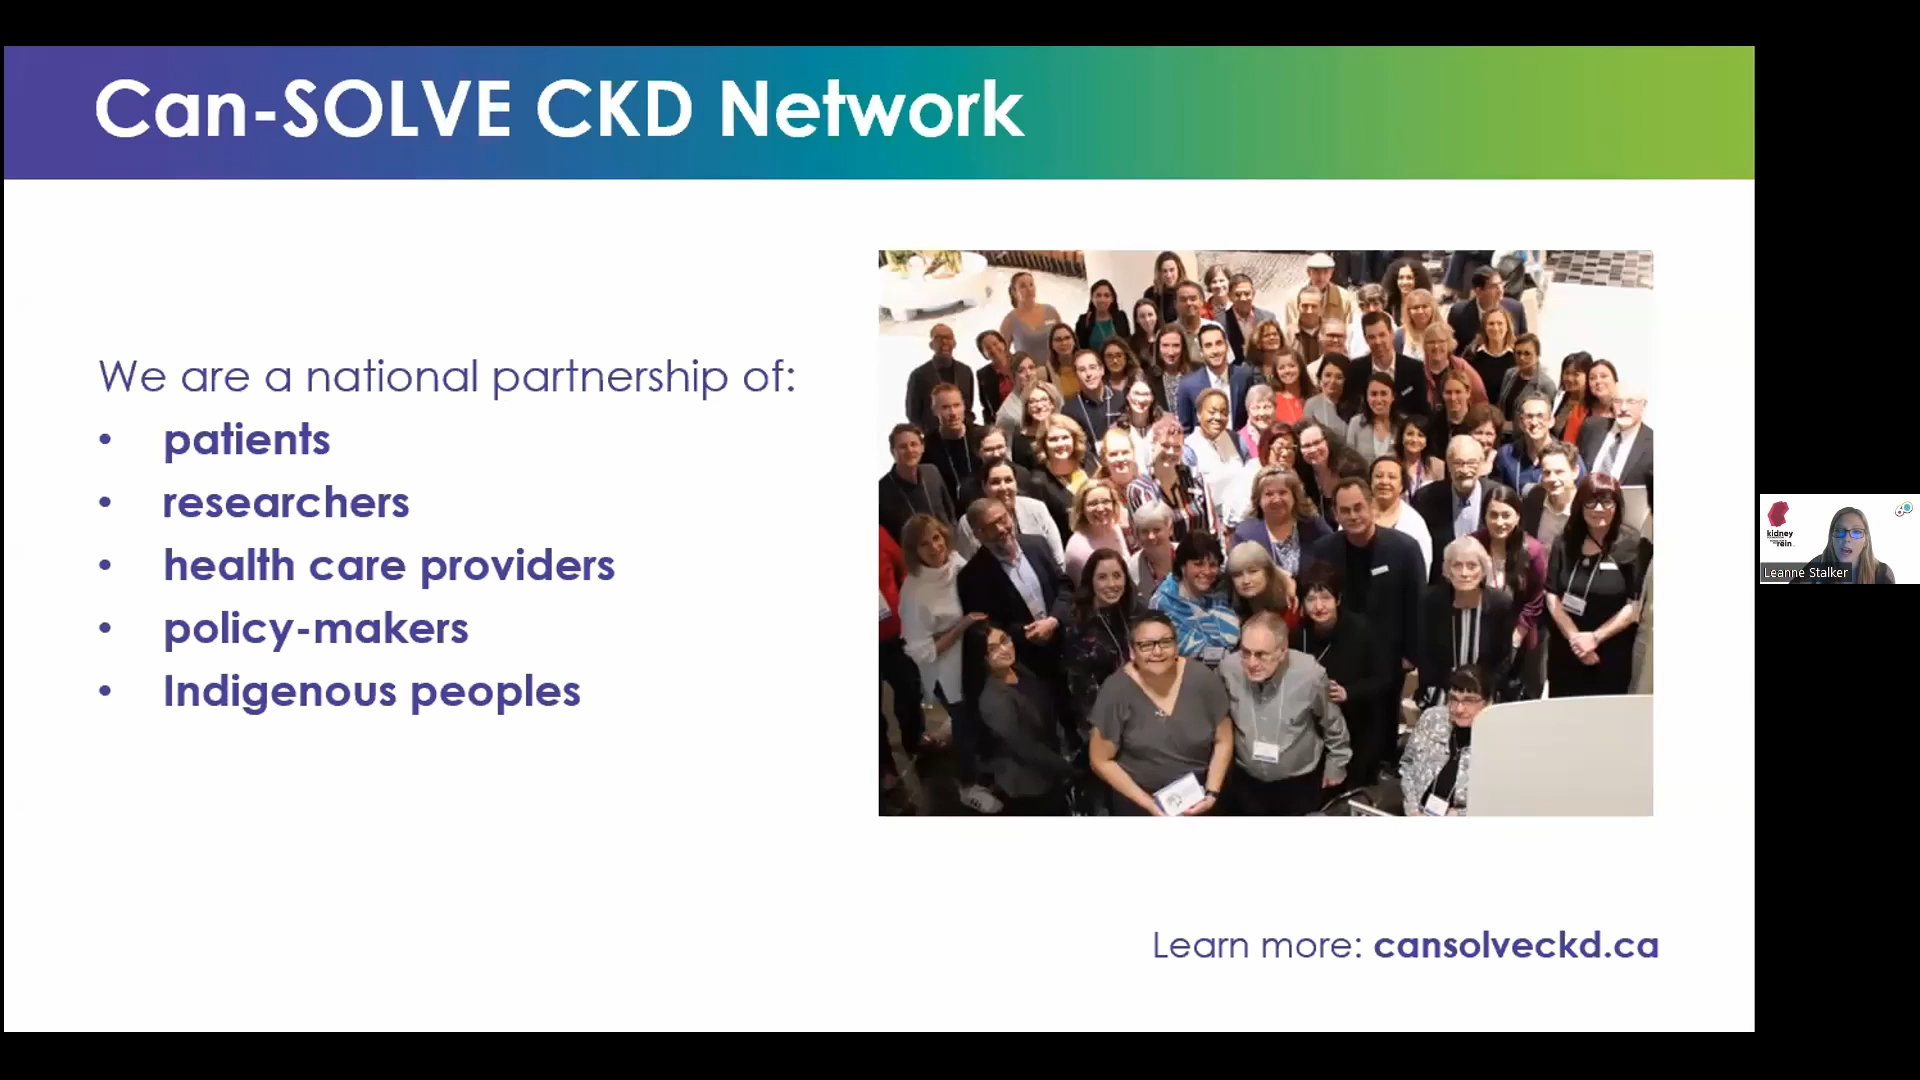 Can-SOLVE CKD Network
We are a national partnership of:
• patients
• researchers
• health care providers
• policy-makers
• Indigenous peoples
Learn more: cansolveckd.ca
kidney
rein
Leanne Stalker